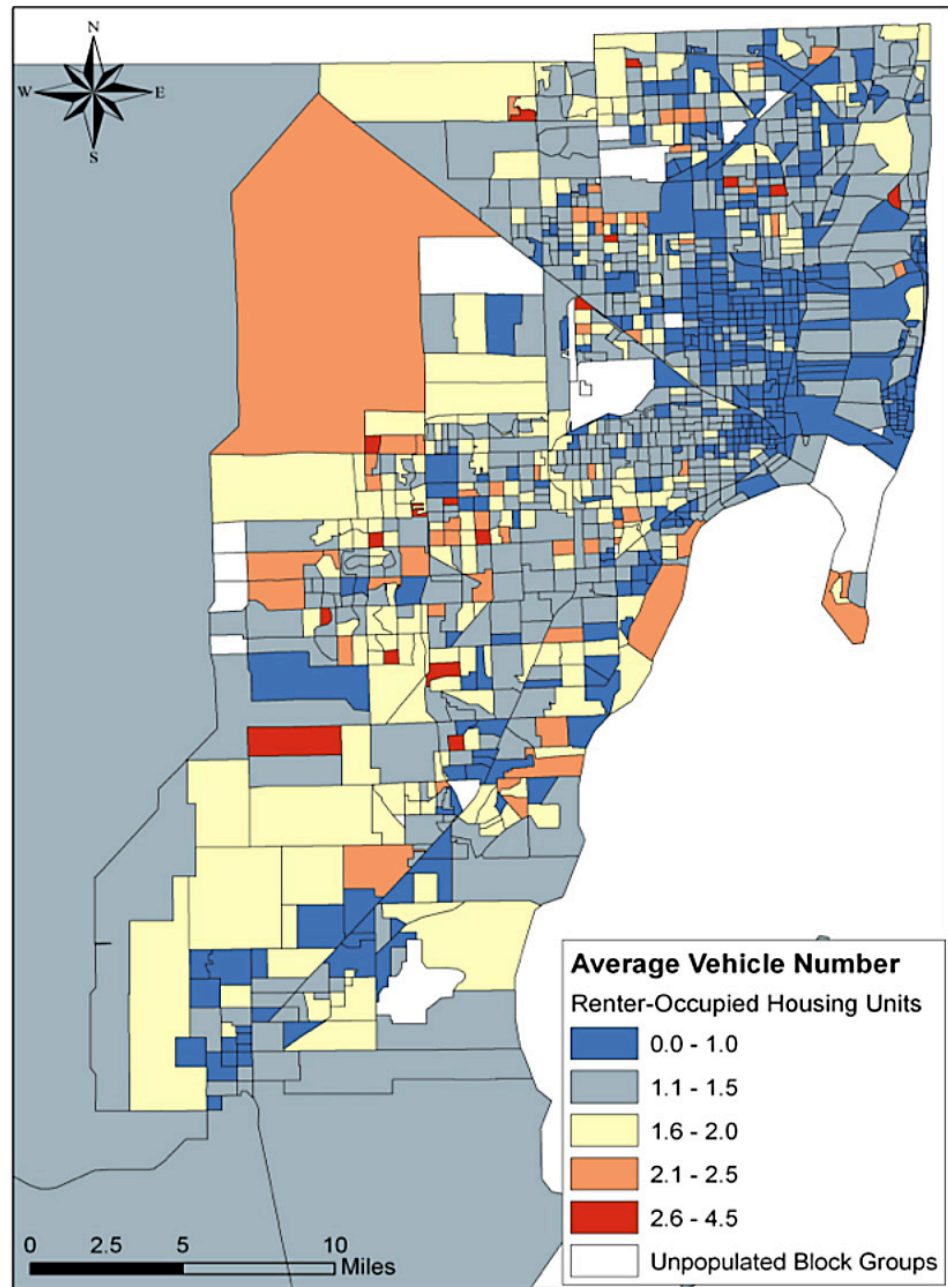 N
W E
S
Average Vehicle Number
Renter-Occupied Housing Units
0.0 - 1.0
1.1 - 1.5
1.6 - 2.0
2.1 - 2.5
2.6 - 4.5
Unpopulated Block Groups
0 2.5 5 10
Miles